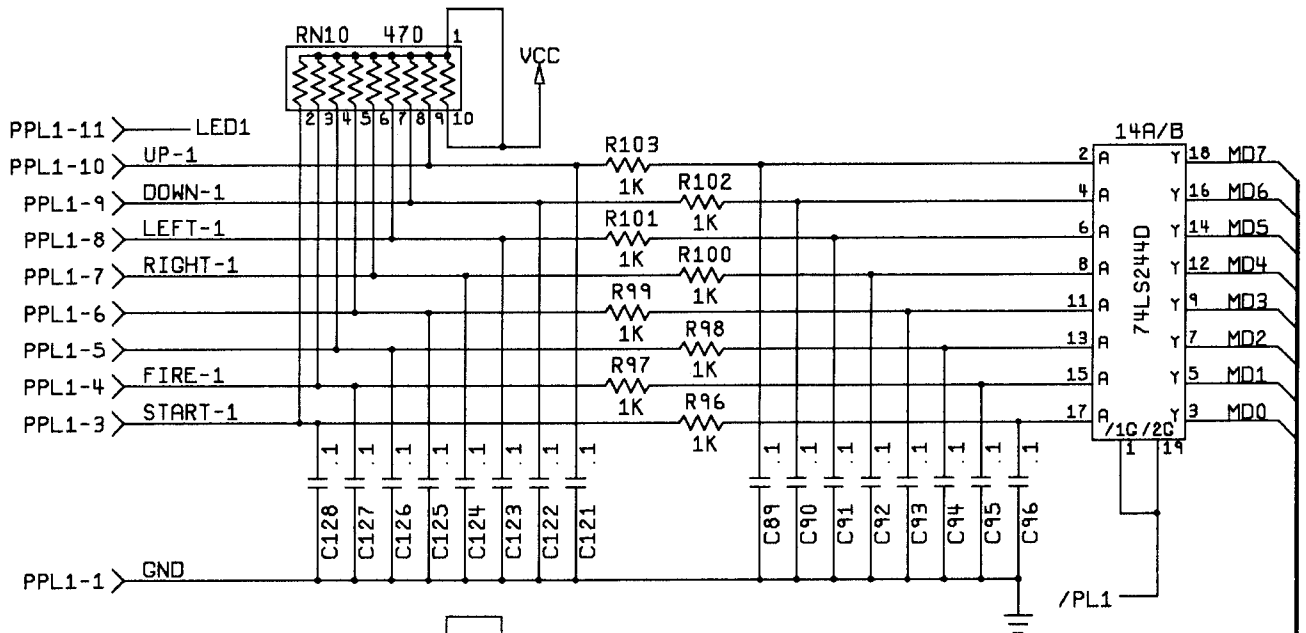 RN10 470 1
VCC
2 3 4 5 6 7 8 9 10
PPL1-11 LED1
14A/B
PPL1-10 UP-1 R103 1K 2 A Y 18 MD7
PPL1-9 DOWN-1 R102 1K 4 A Y 16 MD6
PPL1-8 LEFT-1 R101 1K 6 A Y 14 MD5
PPL1-7 RIGHT-1 R100 1K 8 A Y 12 MD4
PPL1-6 R99 1K 11 A Y 9 MD3
PPL1-5 R98 1K 13 A Y 7 MD2
PPL1-4 FIRE-1 R97 1K 15 A Y 5 MD1
PPL1-3 START-1 R96 1K 17 A Y 3 MD0
74LS244D
/1G /2G
1 19
.1 .1 .1 .1 .1 .1 .1 .1 .1 .1 .1 .1 .1 .1 .1 .1
C128 C127 C126 C125 C124 C123 C122 C121 C89 C90 C91 C92 C93 C94 C95 C96
PPL1-1 GND
/PL1